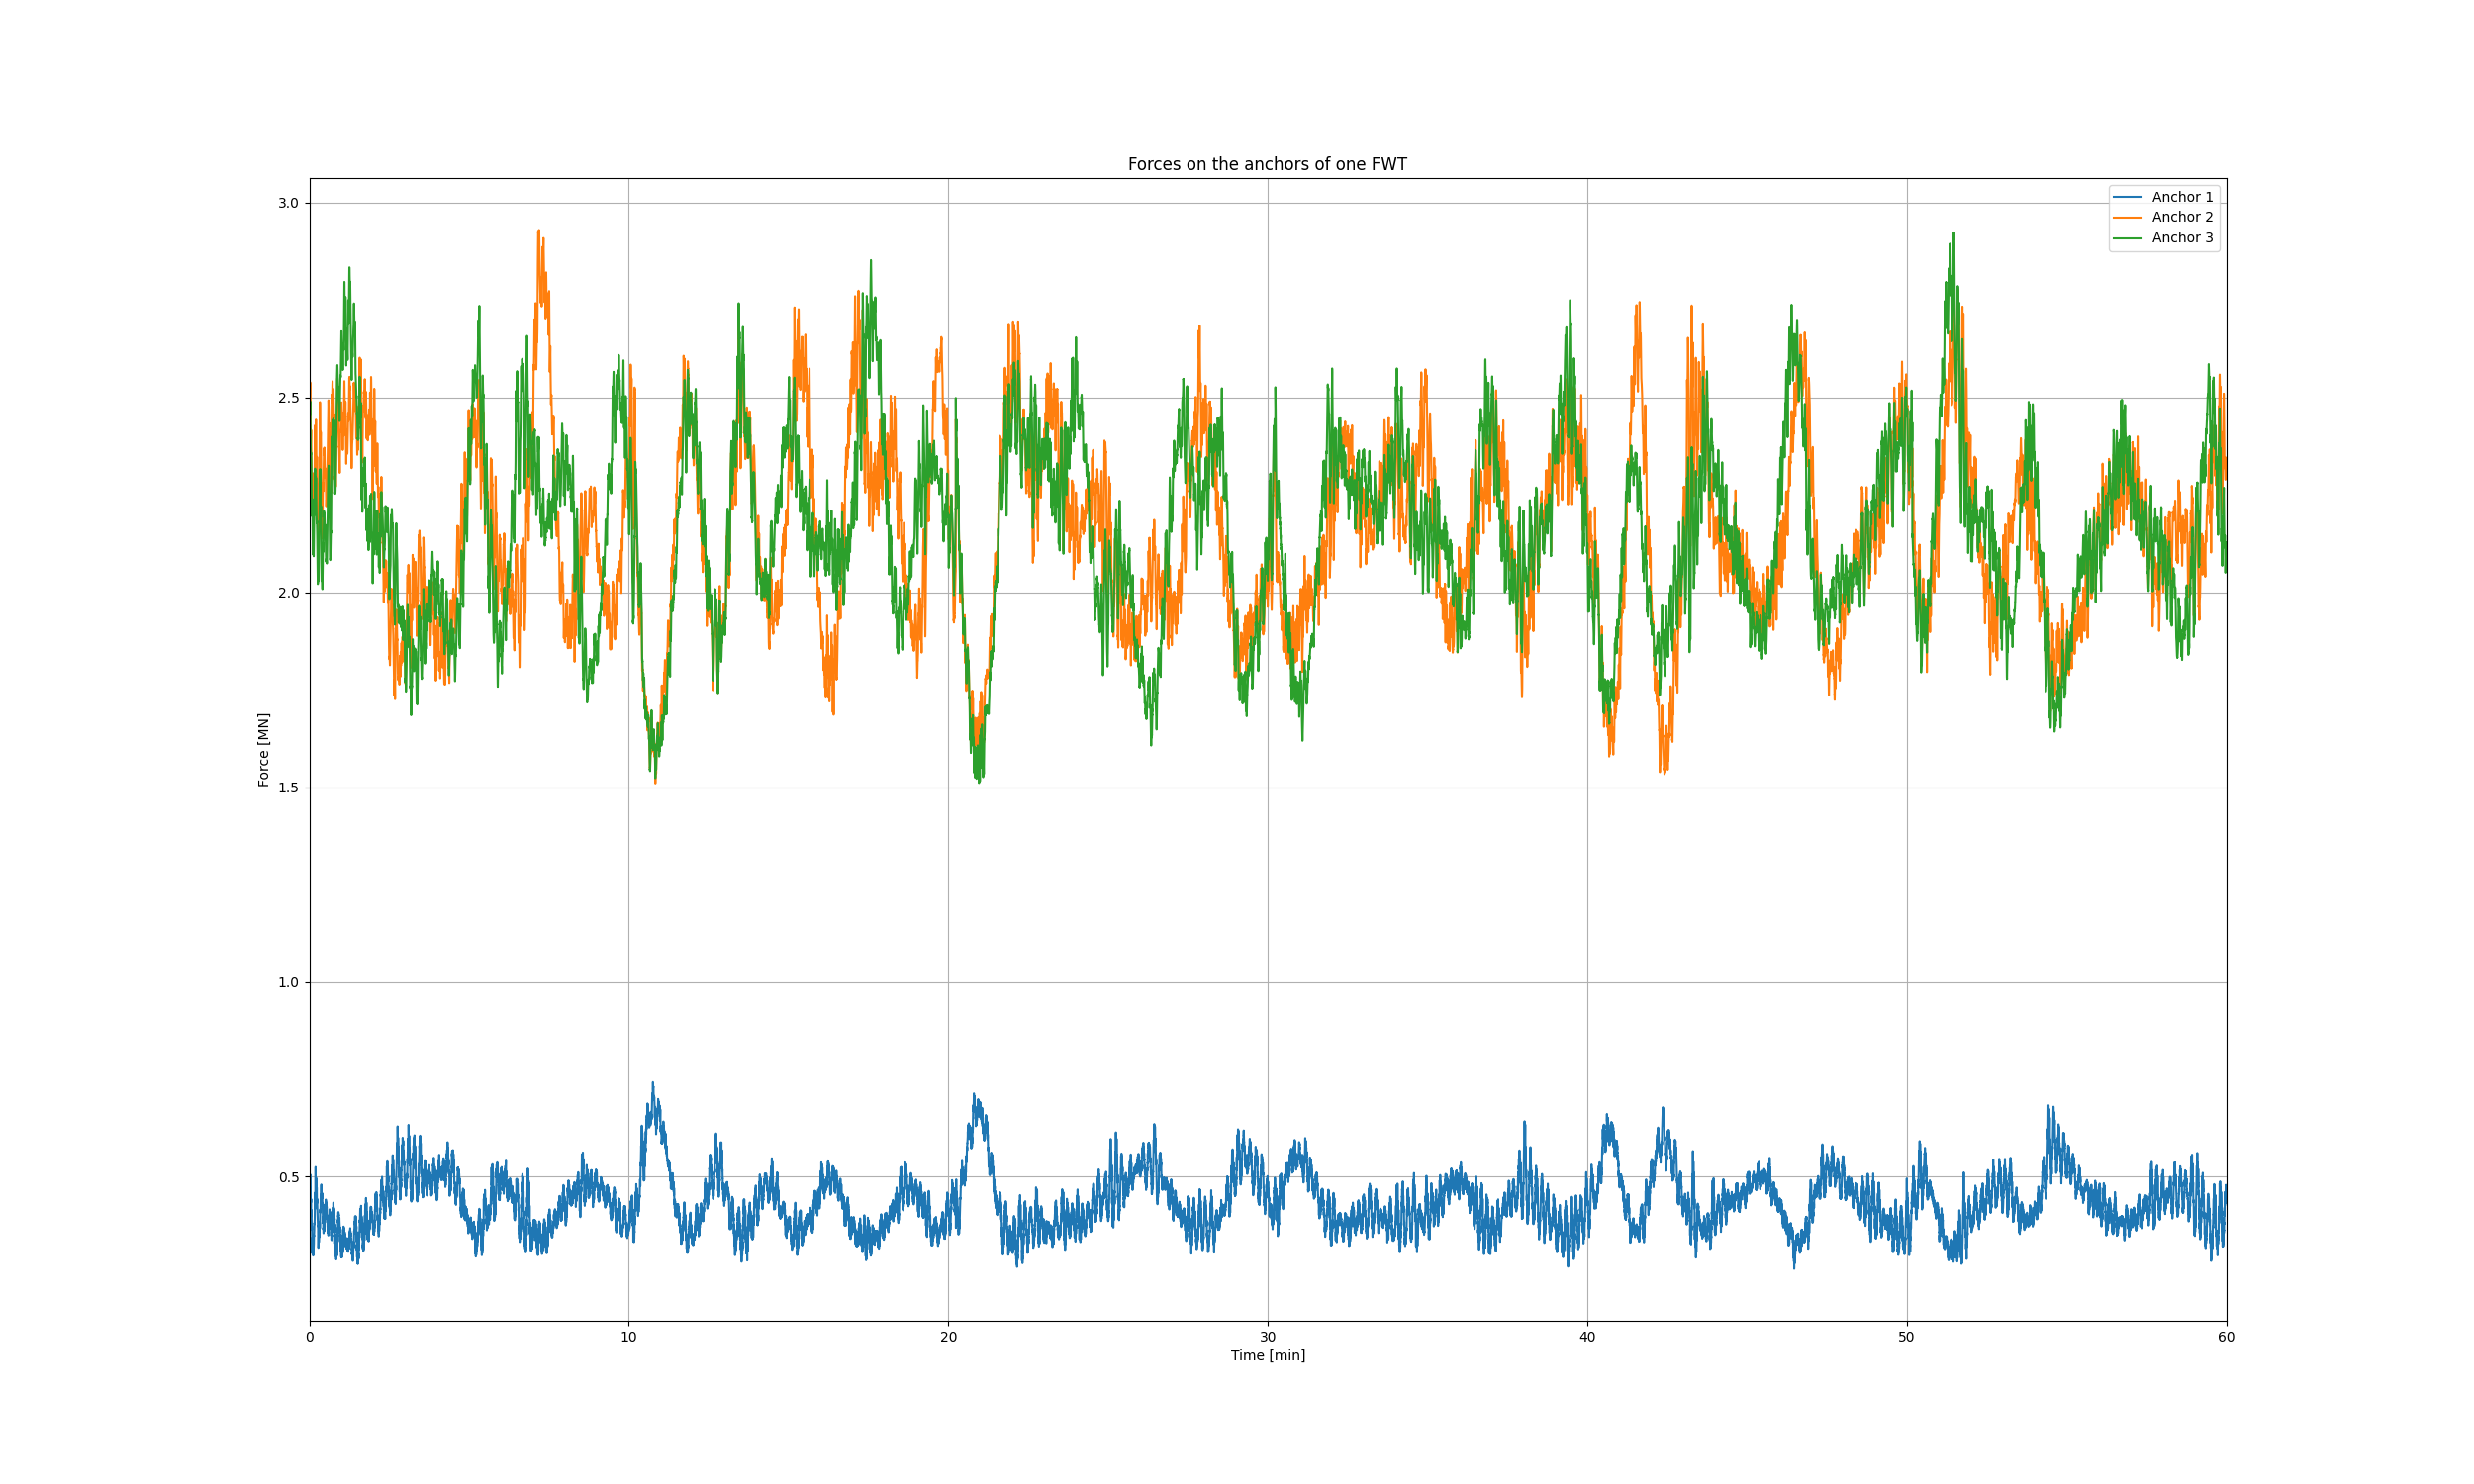 Forces on the anchors of one FWT
Anchor 1
Anchor 2
Anchor 3
Force [MN]
3.0
2.5
2.0
1.5
1.0
0.5
0 10 20 30 40 50 60
Time [min]